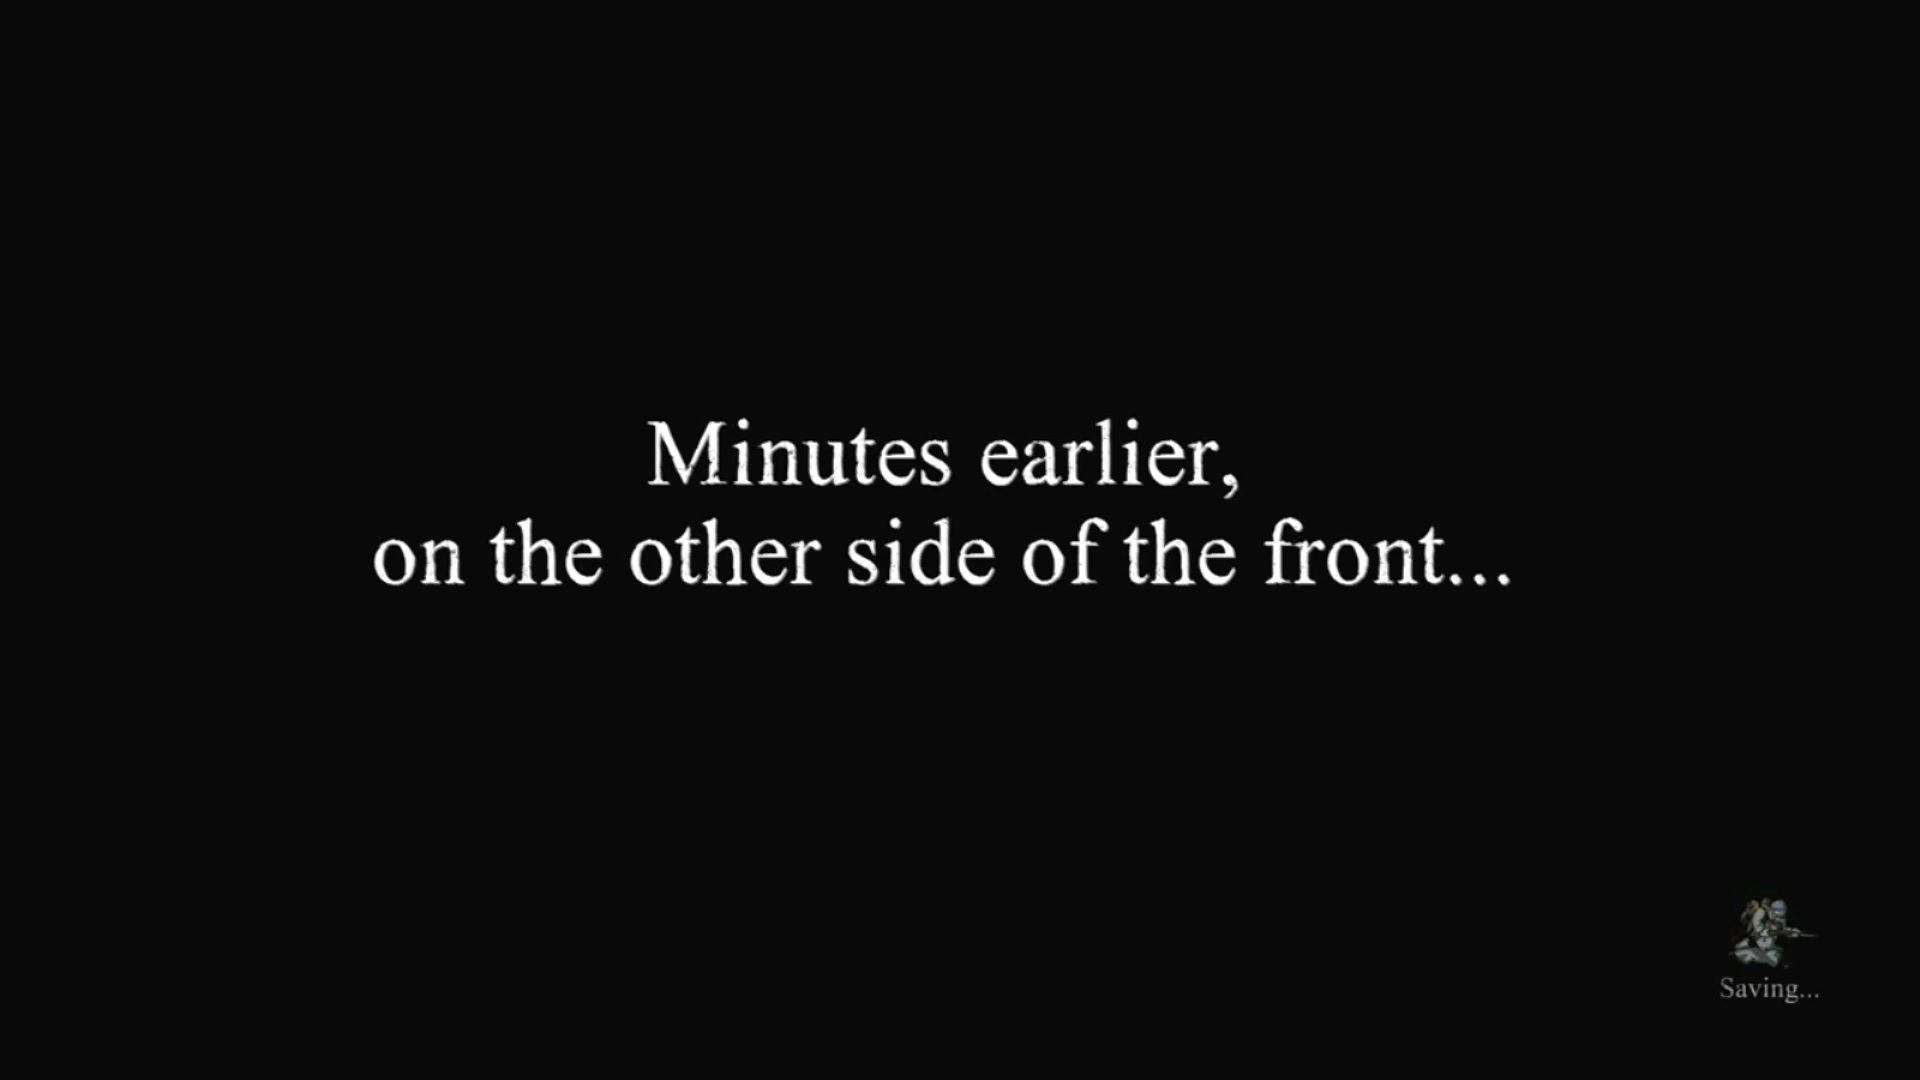 Minutes earlier,
on the other side of the front...
Saving...